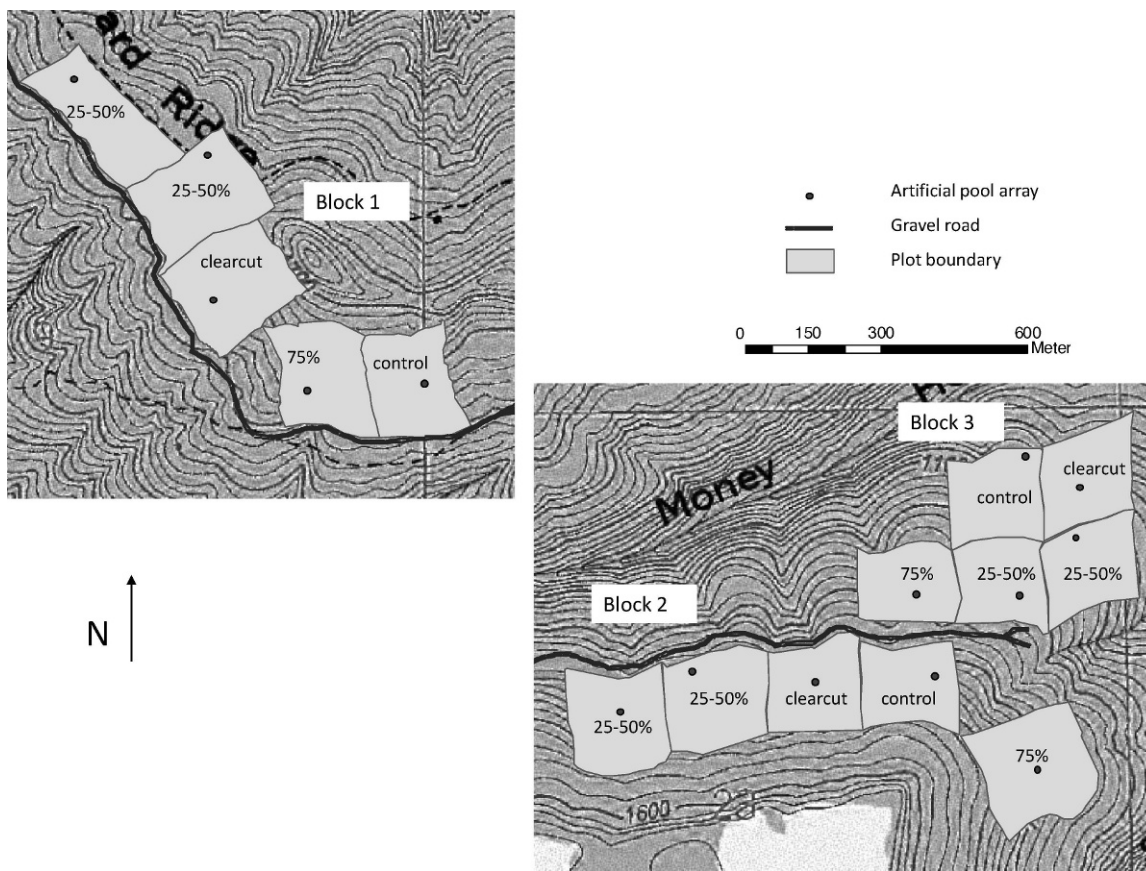 ard Ridge
25-50%
25-50%
Block 1
clearcut
75%
control
Artificial pool array
Gravel road
Plot boundary
0 150 300 600
Meter
N
Block 3
Money
clearcut
control
75%
25-50%
25-50%
Block 2
25-50%
25-50%
clearcut
control
75%
1600